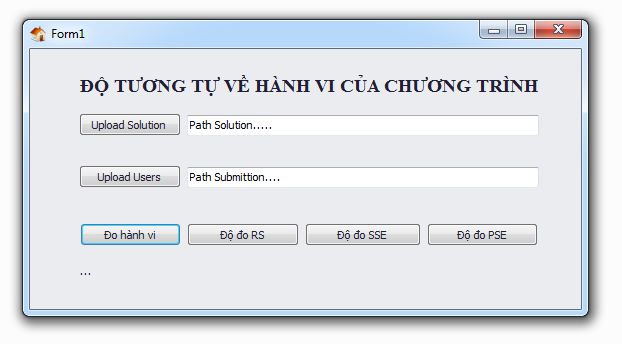 Form1
ĐỘ TƯƠNG TỰ VỀ HÀNH VI CỦA CHƯƠNG TRÌNH
Upload Solution Path Solution.....
Upload Users Path Submittion....
Đo hành vi Độ đo RS Độ đo SSE Độ đo PSE
...